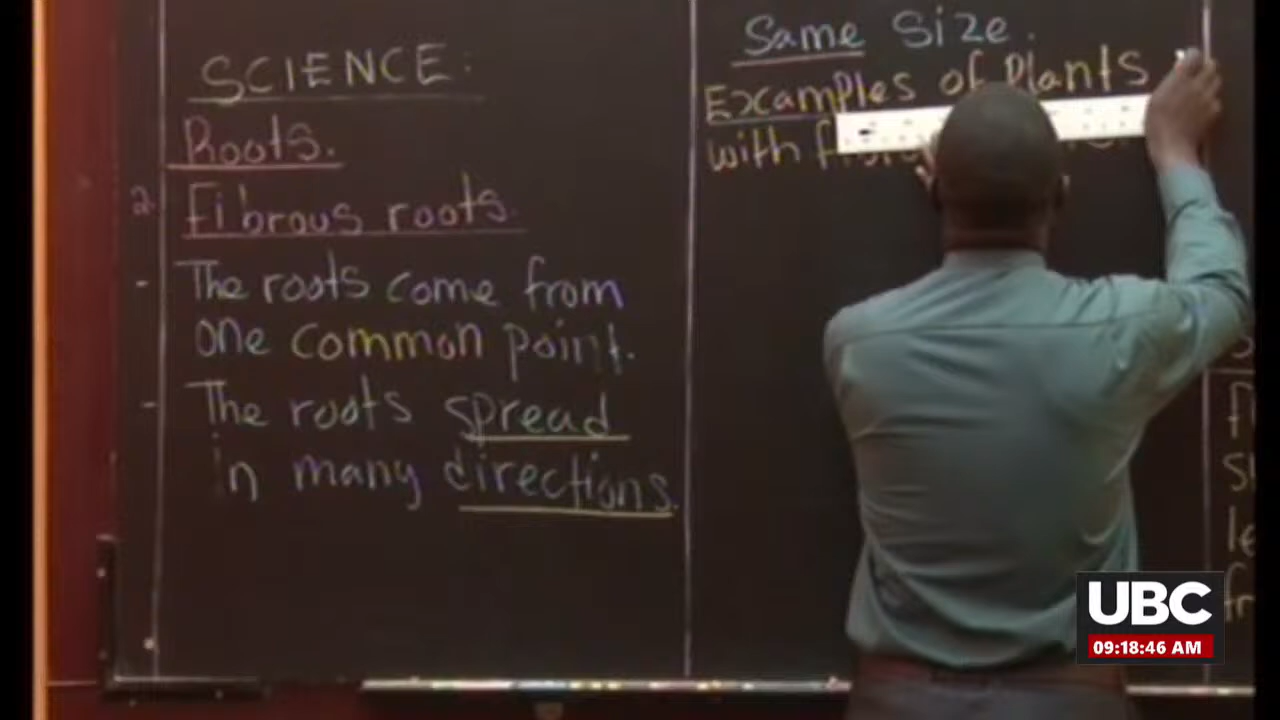 SCIENCE:
Roots.
2 Fibrous roots.
- The roots come from
one common point.
- The roots spread
in many directions.
Same size.
Examples of Plants
with
UBC
09:18:46 AM